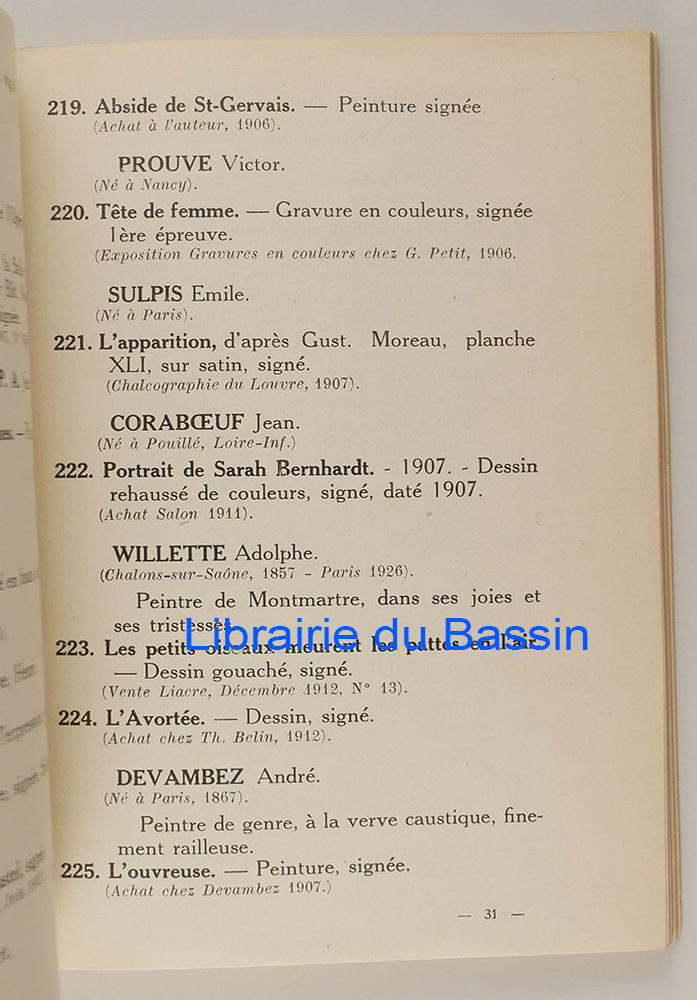 219. Abside de St-Gervais. — Peinture signée.
(Achat à l'auteur, 1906).
PROUVE Victor.
(Né à Nancy).
220. Tête de femme. — Gravure en couleurs, signée
1ère épreuve.
(Exposition Gravures en couleurs chez G. Petit, 1906.
SULPIS Emile.
(Né à Paris).
221. L'apparition, d'après Gust. Moreau, planche
XLI, sur satin, signé.
(Chalcographie du Louvre, 1907).
CORABŒUF Jean.
(Né à Pouillé, Loire-Inf.)
222. Portrait de Sarah Bernhardt. - 1907. - Dessin
rehaussé de couleurs, signé, daté 1907.
(Achat Salon 1911).
WILLETTE Adolphe.
(Chalons-sur-Saône, 1857 - Paris 1926).
Peintre de Montmartre, dans ses joies et
ses tristesses.
Librairie du Bassin
223. Les petits oiseaux meurent les pattes en l'air.
— Dessin gouaché, signé.
(Vente Liacre, Décembre 1912, N° 13).
224. L'Avortée. — Dessin, signé.
(Achat chez Th. Belin, 1912).
DEVAMBEZ André.
(Né à Paris, 1867).
Peintre de genre, à la verve caustique, fine-
ment railleuse.
225. L'ouvreuse. — Peinture, signée.
(Achat chez Devambez 1907.)
— 31 —